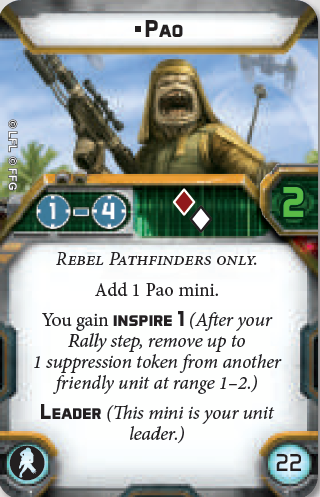 •Pao
© LFL © FFG
1 - 4
2
Rebel Pathfinders only.
Add 1 Pao mini.
You gain inspire 1 (After your
Rally step, remove up to
1 suppression token from another
friendly unit at range 1–2.)
Leader (This mini is your unit
leader.)
22